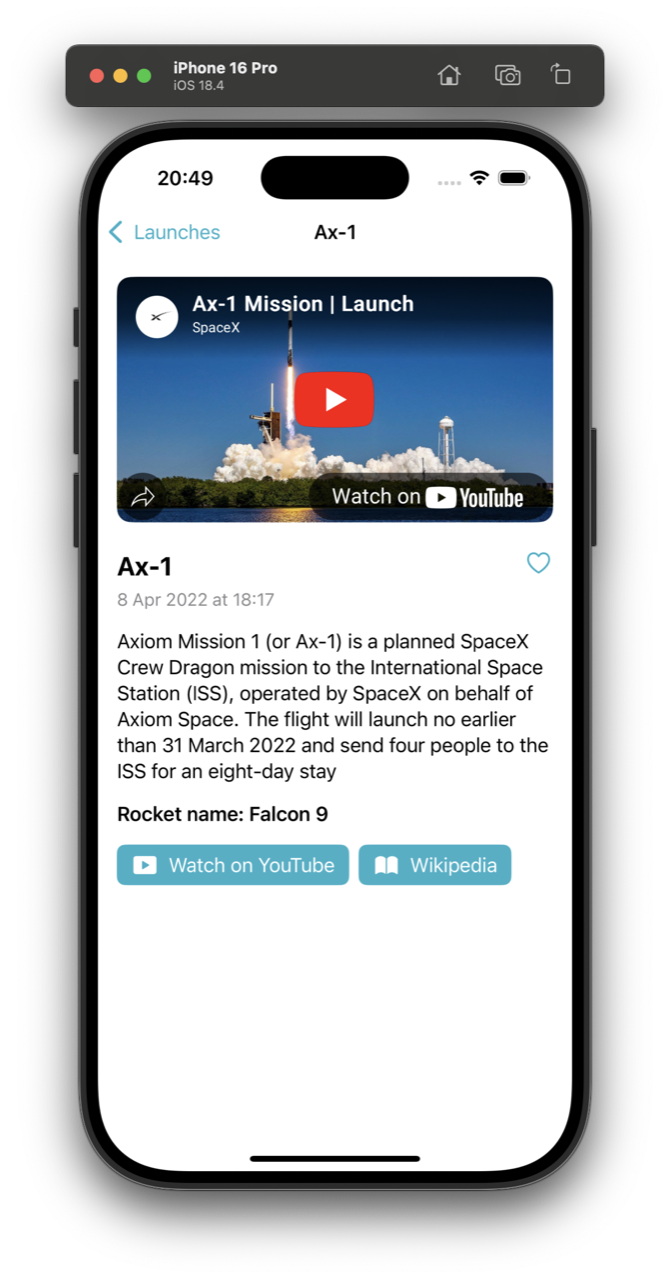 iPhone 16 Pro
iOS 18.4
20:49
Launches
Ax-1
Ax-1 Mission | Launch
SpaceX
Watch on YouTube
Ax-1
8 Apr 2022 at 18:17
Axiom Mission 1 (or Ax-1) is a planned SpaceX
Crew Dragon mission to the International Space
Station (ISS), operated by SpaceX on behalf of
Axiom Space. The flight will launch no earlier
than 31 March 2022 and send four people to the
ISS for an eight-day stay
Rocket name: Falcon 9
Watch on YouTube
Wikipedia